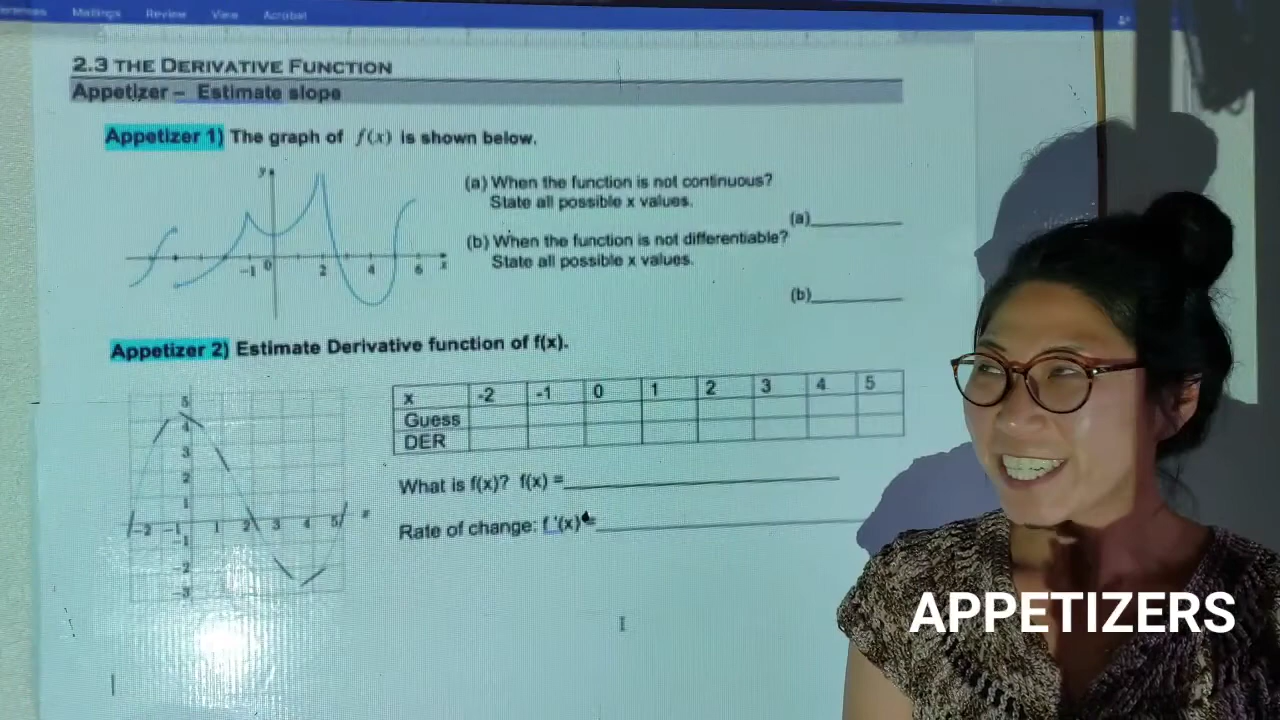 Mailings Review View Acrobat
2.3 THE DERIVATIVE FUNCTION
Appetizer – Estimate slope
Appetizer 1) The graph of f(x) is shown below.
y
-1 0 2 4 6 x
(a) When the function is not continuous?
State all possible x values.
(a)
(b) When the function is not differentiable?
State all possible x values.
(b)
Appetizer 2) Estimate Derivative function of f(x).
5
4
3
2
1
-2 -1 1 2 3 4 5 x
-1
-2
-3
x -2 -1 0 1 2 3 4 5
Guess
DER
What is f(x)? f(x) =
Rate of change: f '(x) =
APPETIZERS